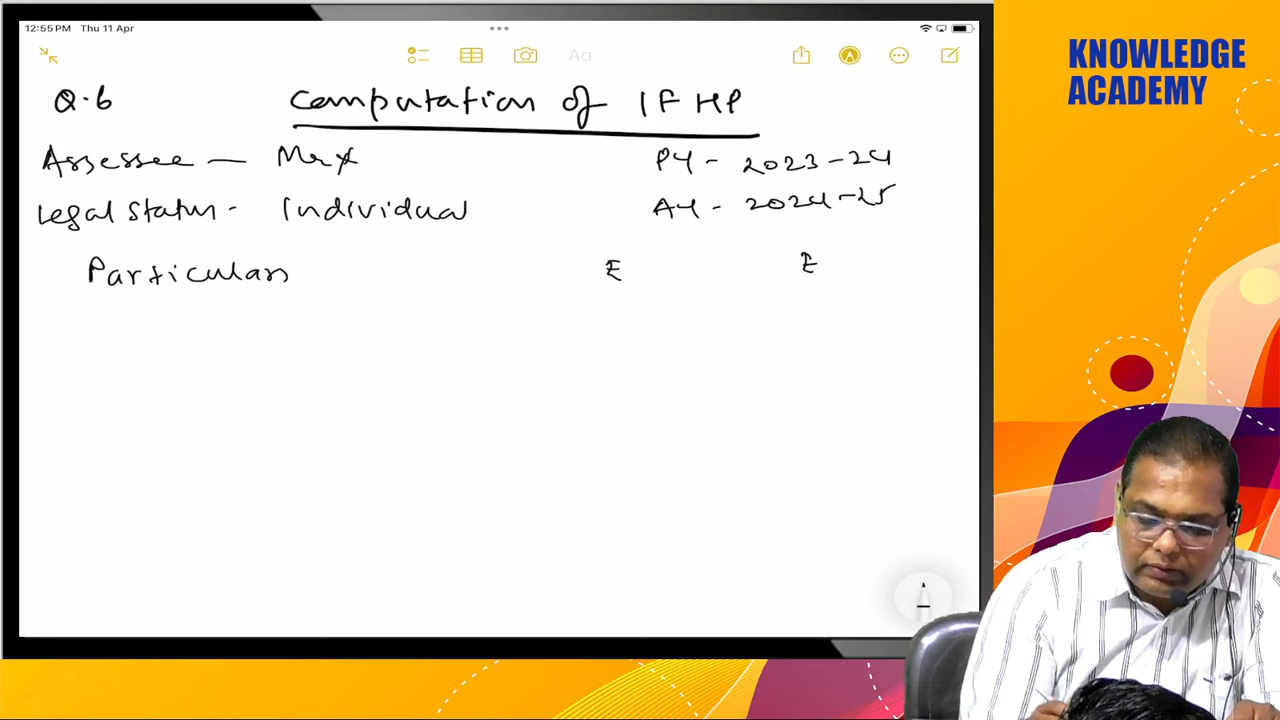 12:55 PM Thu 11 Apr
KNOWLEDGE
ACADEMY
Aa
Q.6 Computation of IFHP
Assessee — Mr X PY - 2023-24
Legal Status - Individual AY - 2024-25
Particulars ₹ ₹